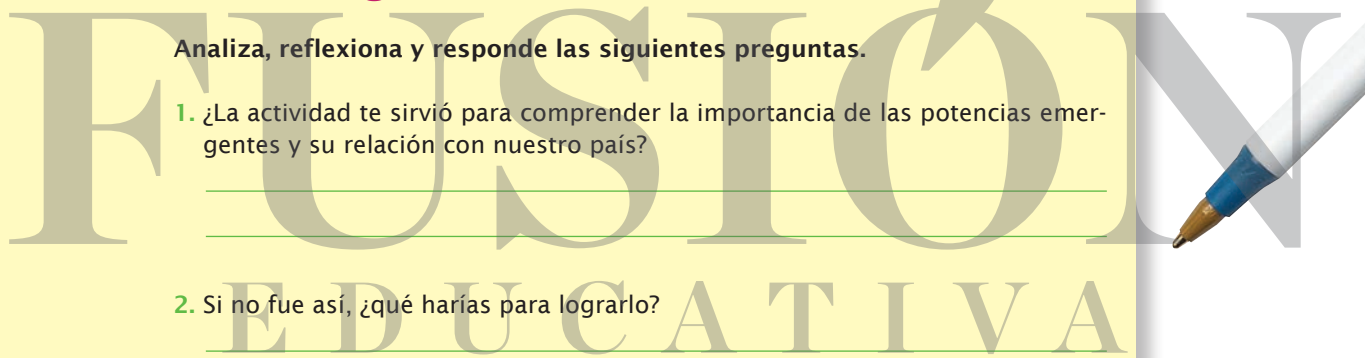 Analiza, reflexiona y responde las siguientes preguntas.
1. ¿La actividad te sirvió para comprender la importancia de las potencias emer-
gentes y su relación con nuestro país?
2. Si no fue así, ¿qué harías para lograrlo?
FUSIÓN
EDUCATIVA